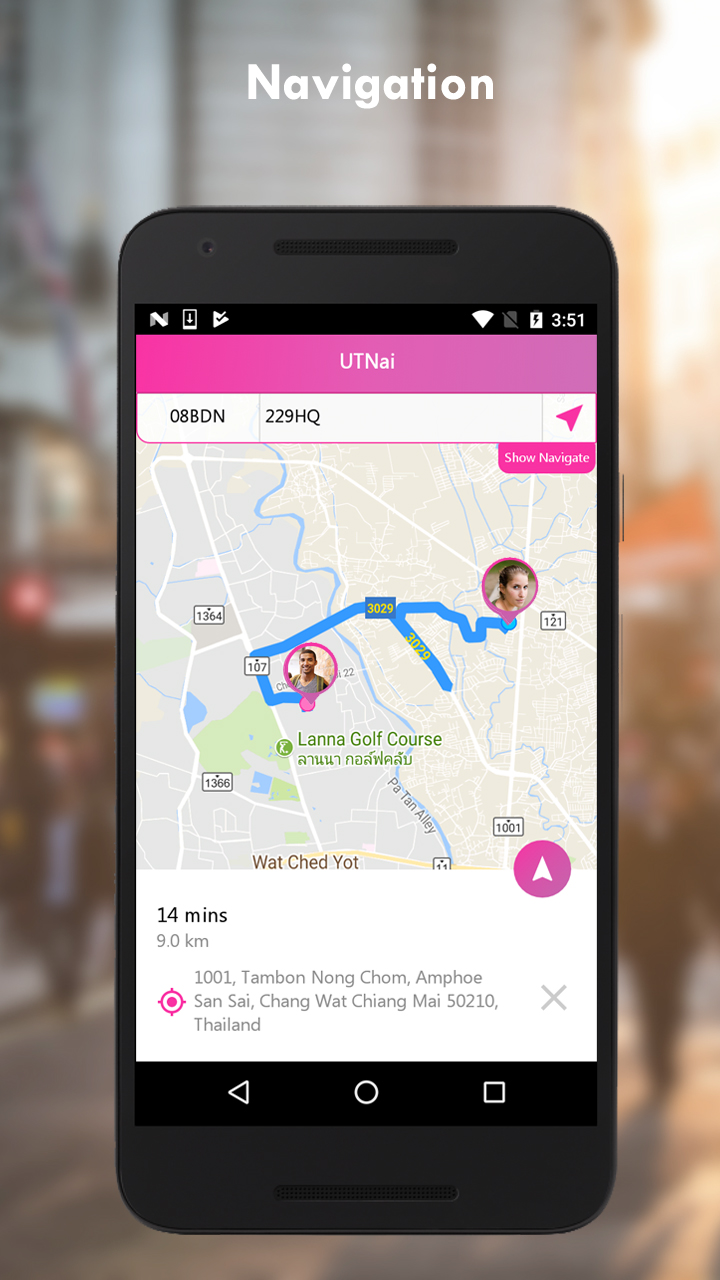 Navigation
3:51
UTNai
08BDN
229HQ
Show Navigate
3029
1364
121
3029
107
22
Lanna Golf Course
ลานนา กอล์ฟคลับ
1366
Pa Tan Alley
1001
Wat Ched Yot
11
14 mins
9.0 km
1001, Tambon Nong Chom, Amphoe
San Sai, Chang Wat Chiang Mai 50210,
Thailand